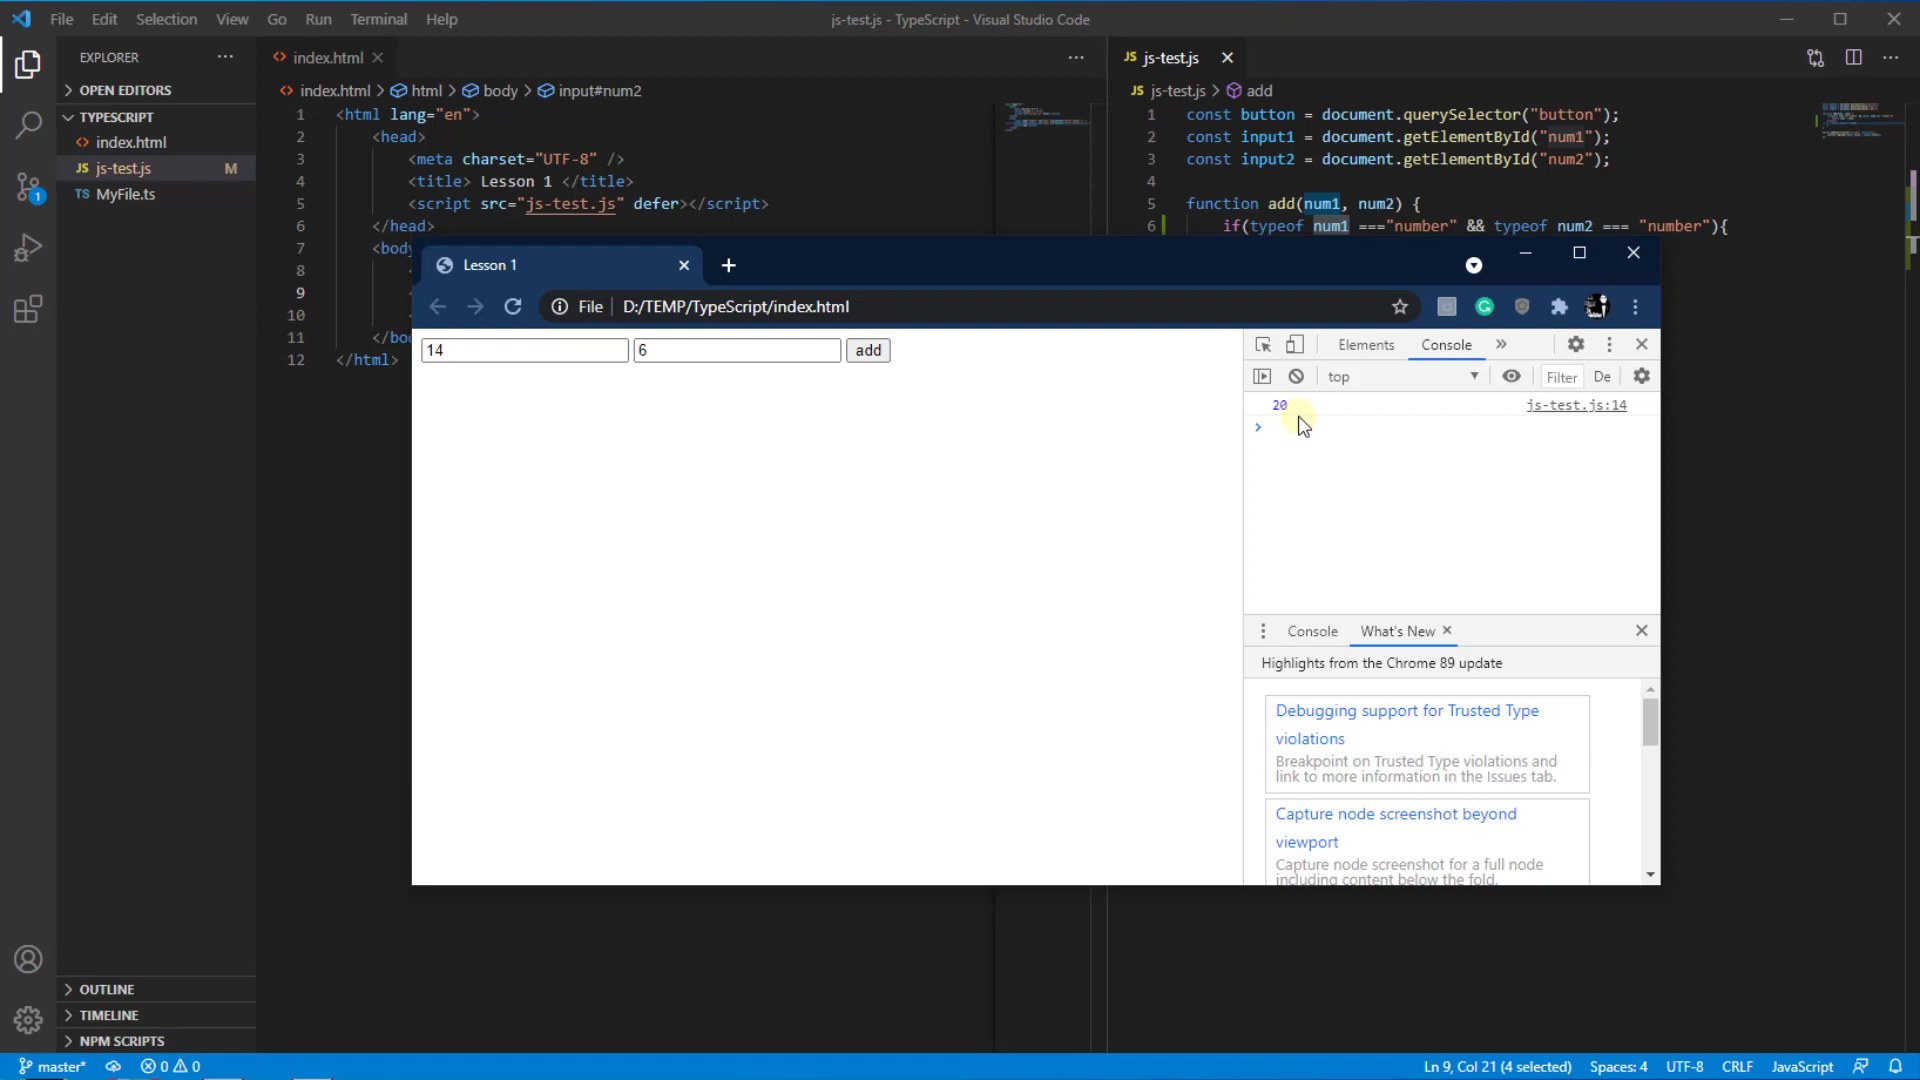 File Edit Selection View Go Run Terminal Help
js-test.js - TypeScript - Visual Studio Code
EXPLORER
OPEN EDITORS
TYPESCRIPT
index.html
JS js-test.js M
TS MyFile.ts
1
OUTLINE
TIMELINE
NPM SCRIPTS
index.html
index.html > html > body > input#num2
1 <html lang="en">
2 <head>
3 <meta charset="UTF-8" />
4 <title> Lesson 1 </title>
5 <script src="js-test.js" defer></script>
6 </head>
7 <body
8 <
9 <
10 <
11 </bo
12 </html>
JS js-test.js
JS js-test.js > add
1 const button = document.querySelector("button");
2 const input1 = document.getElementById("num1");
3 const input2 = document.getElementById("num2");
4
5 function add(num1, num2) {
6 if(typeof num1 ==="number" && typeof num2 === "number"){
Lesson 1
File D:/TEMP/TypeScript/index.html
14 6 add
Elements Console »
top Filter De
20 js-test.js:14
Console What's New
Highlights from the Chrome 89 update
Debugging support for Trusted Type
violations
Breakpoint on Trusted Type violations and
link to more information in the Issues tab.
Capture node screenshot beyond
viewport
Capture node screenshot for a full node
including content below the fold.
master* 0 0
Ln 9, Col 21 (4 selected) Spaces: 4 UTF-8 CRLF JavaScript